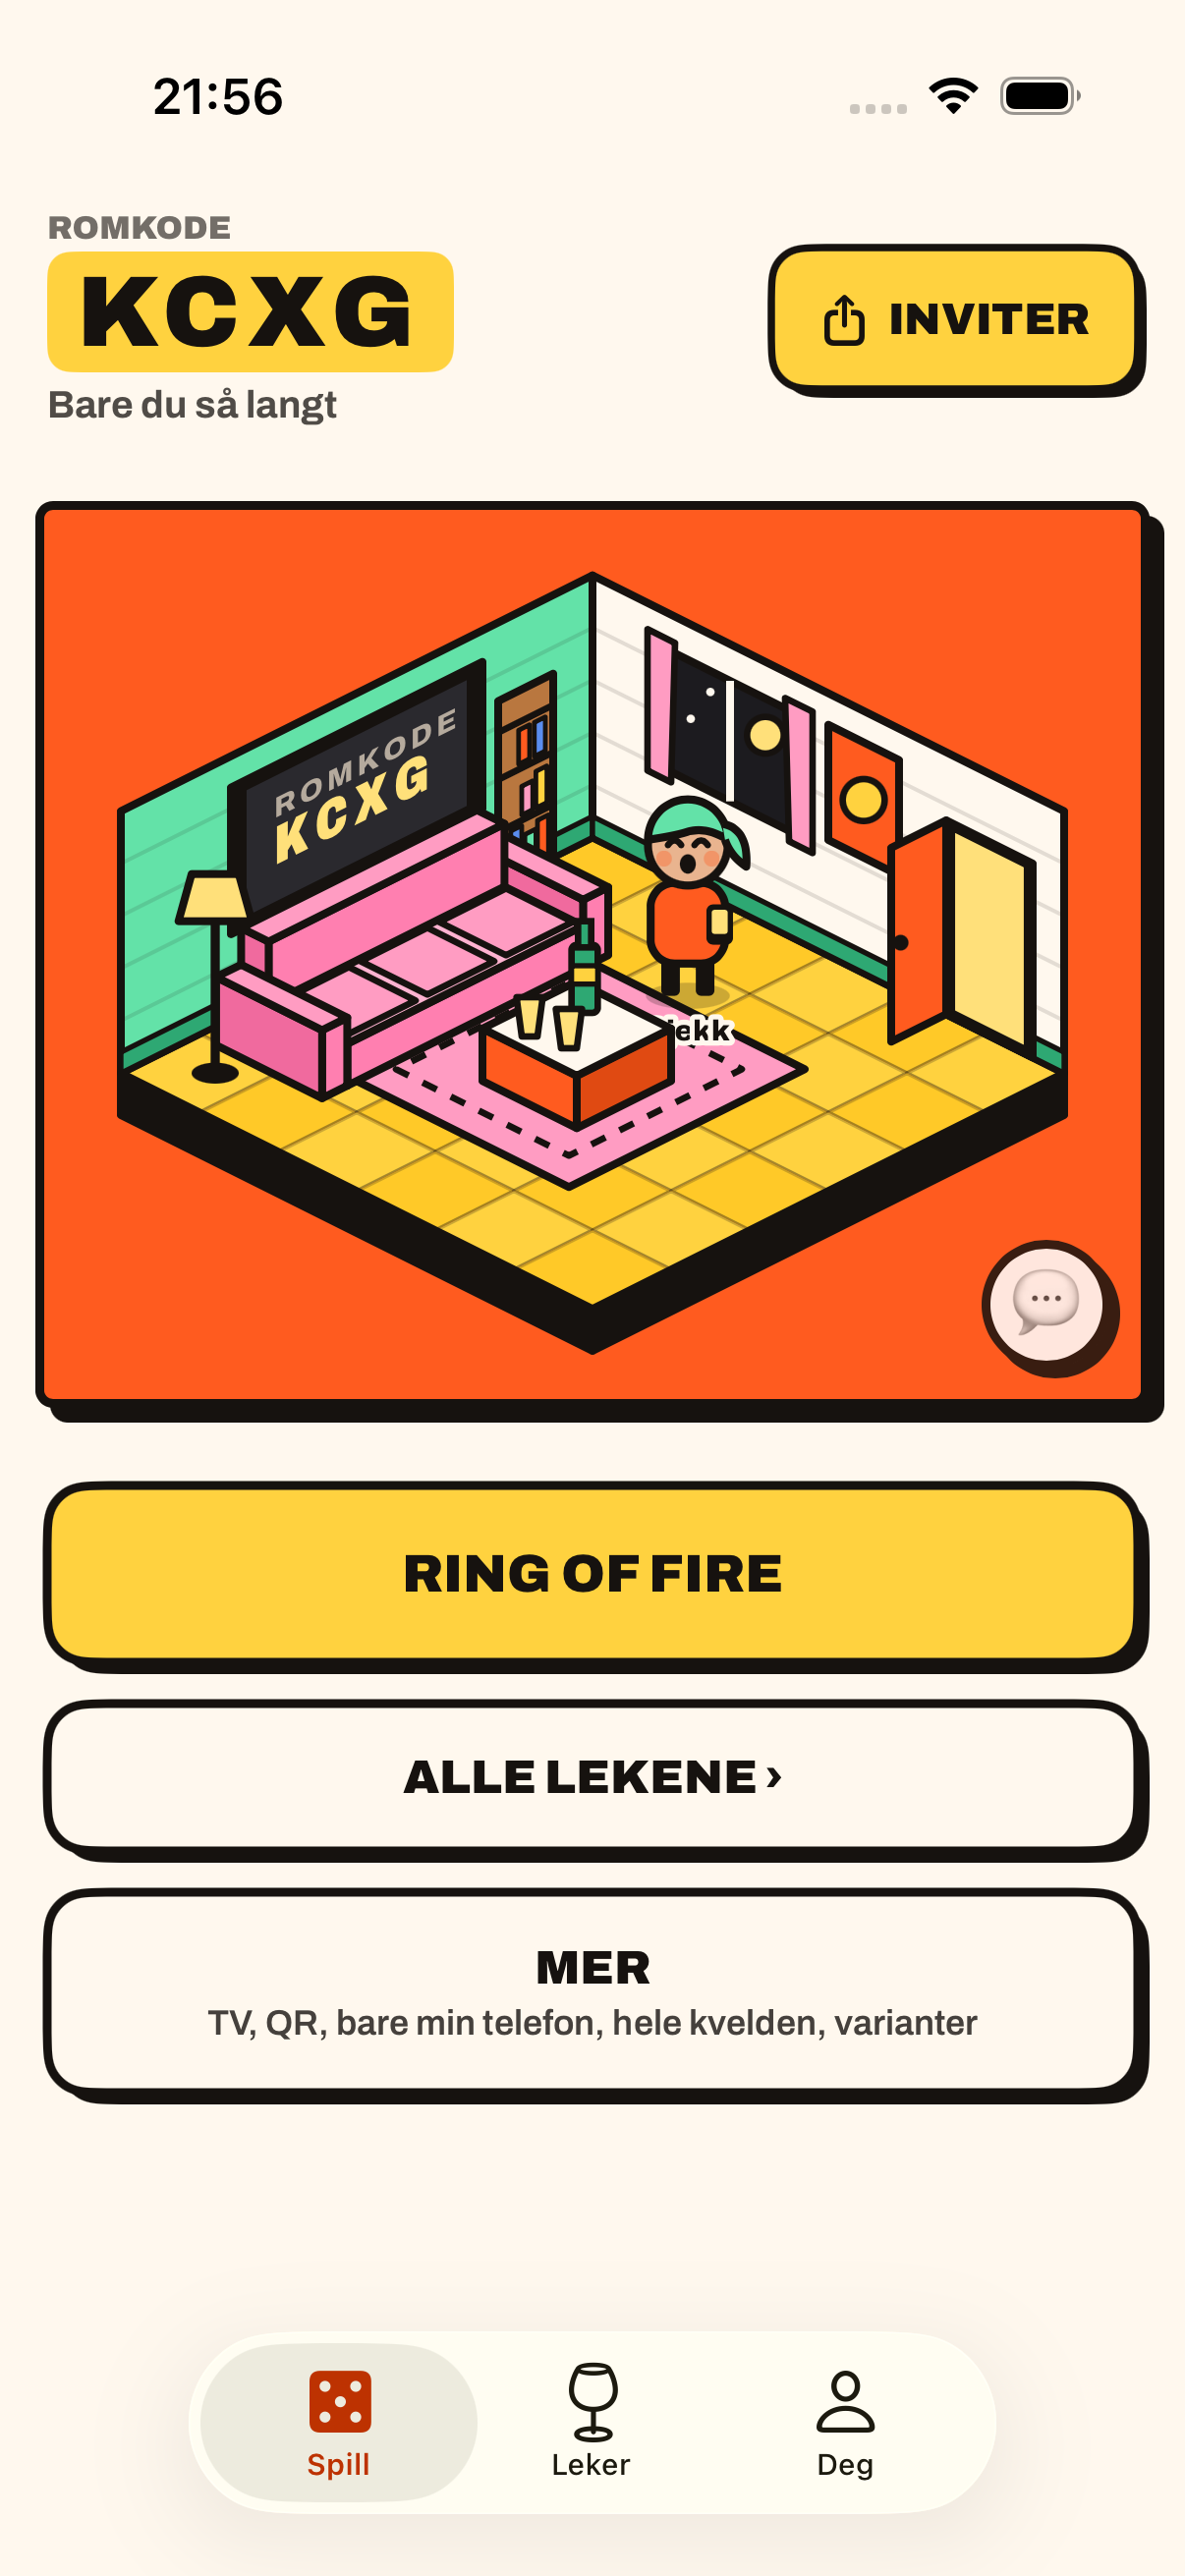 21:56
ROMKODE
KCXG
INVITER
Bare du så langt
ROMKODE
KCXG
RING OF FIRE
ALLE LEKENE ›
MER
TV, QR, bare min telefon, hele kvelden, varianter
Spill
Leker
Deg